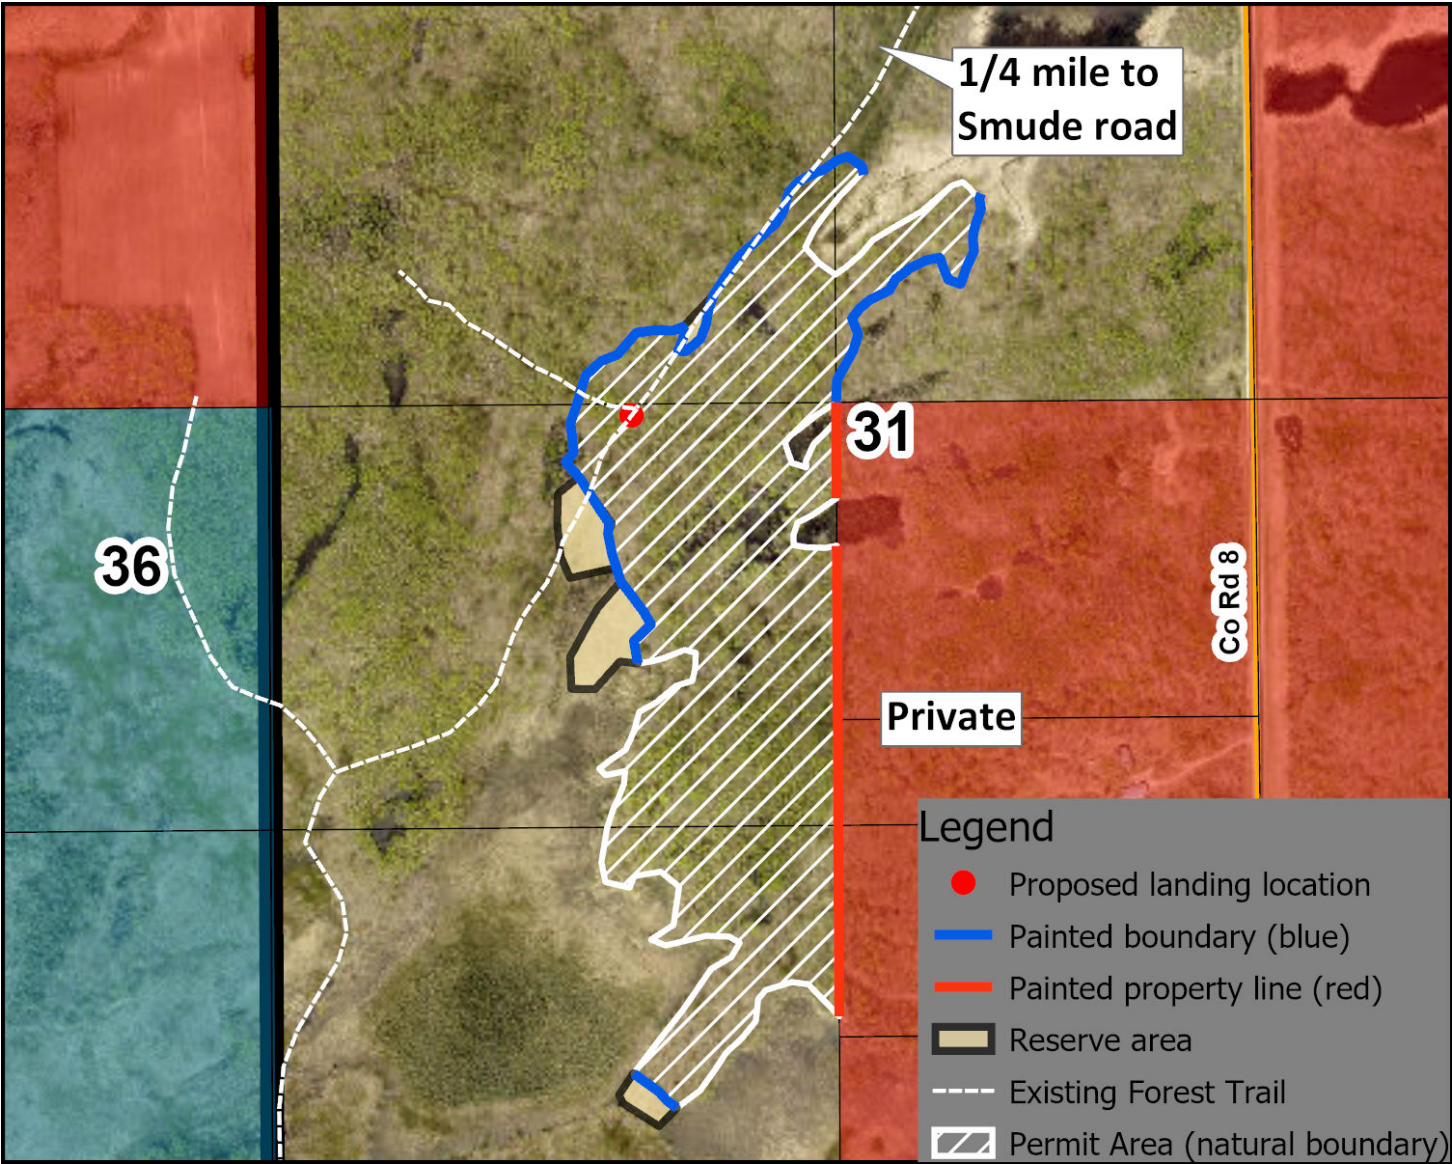 1/4 mile to
Smude road
31
36
Co Rd 8
Private
Legend
Proposed landing location
Painted boundary (blue)
Painted property line (red)
Reserve area
Existing Forest Trail
Permit Area (natural boundary)